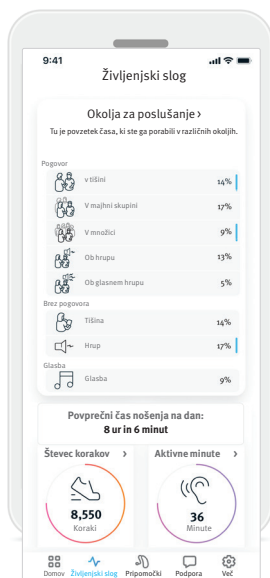 9:41
Življenjski slog
Okolja za poslušanje ›
Tu je povzetek časa, ki ste ga porabili v različnih okoljih.
Pogovor
v tišini 14%
V majhni skupini 17%
V množici 9%
Ob hrupu 13%
Ob glasnem hrupu 5%
Brez pogovora
Tišina 14%
Hrup 17%
Glasba
Glasba 9%
Povprečni čas nošenja na dan:
8 ur in 6 minut
Števec korakov › Aktivne minute ›
8,550 36
Koraki Minute
Domov Življenjski slog Pripomočki Podpora Več